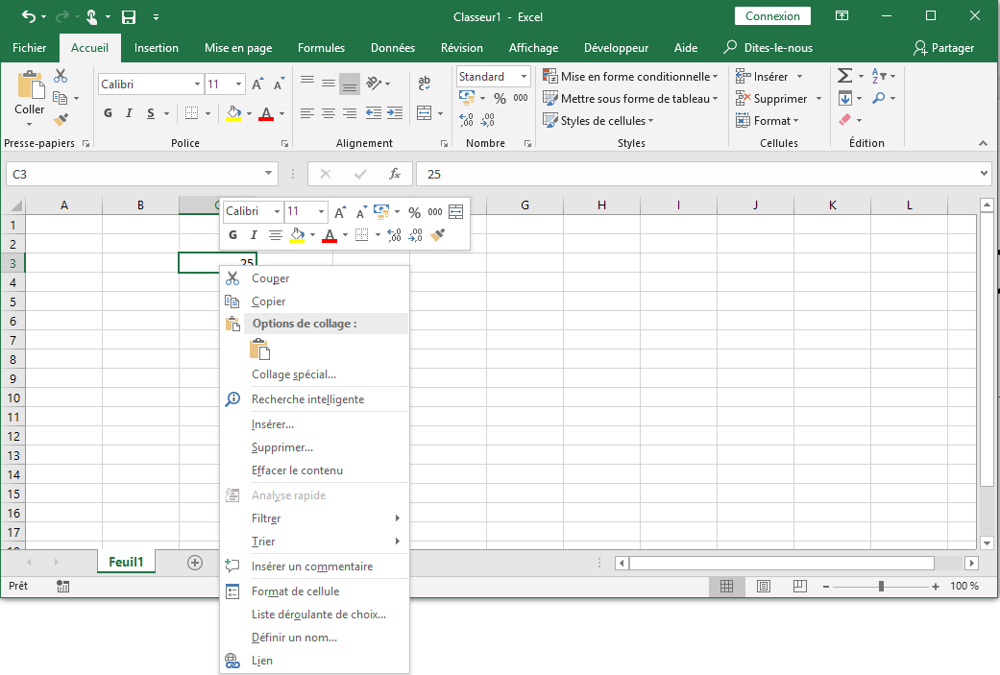 Classeur1 - Excel
Connexion
Fichier Accueil Insertion Mise en page Formules Données Révision Affichage Développeur Aide Dites-le-nous Partager
Coller
Calibri 11
ab
Standard
Mise en forme conditionnelle
Insérer
% 000
Mettre sous forme de tableau
Supprimer
G I S A
,00
Styles de cellules
Format
Presse-papiers Police Alignement Nombre Styles Cellules Édition
C3 fx 25
A B C G H I J K L
Calibri 11 A A % 000
G I A
1
2
3 25
4
5
6
7
8
9
10
11
12
13
14
15
16
17
Couper
Copier
Options de collage :
Collage spécial...
Recherche intelligente
Insérer...
Supprimer...
Effacer le contenu
Analyse rapide
Filtrer
Trier
Insérer un commentaire
Format de cellule
Liste déroulante de choix...
Définir un nom...
Lien
Feuil1
Prêt 100 %